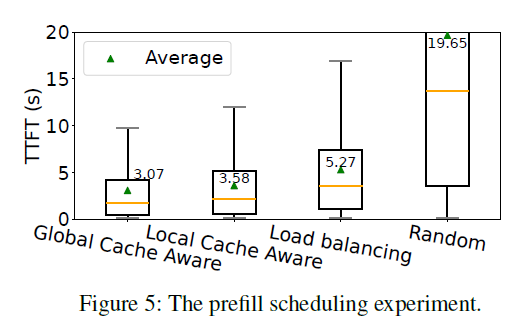 20
15
10
5
0
TTFT (s)
Average
3.07
3.58
5.27
19.65
Global Cache Aware
Local Cache Aware
Load balancing
Random
Figure 5: The prefill scheduling experiment.